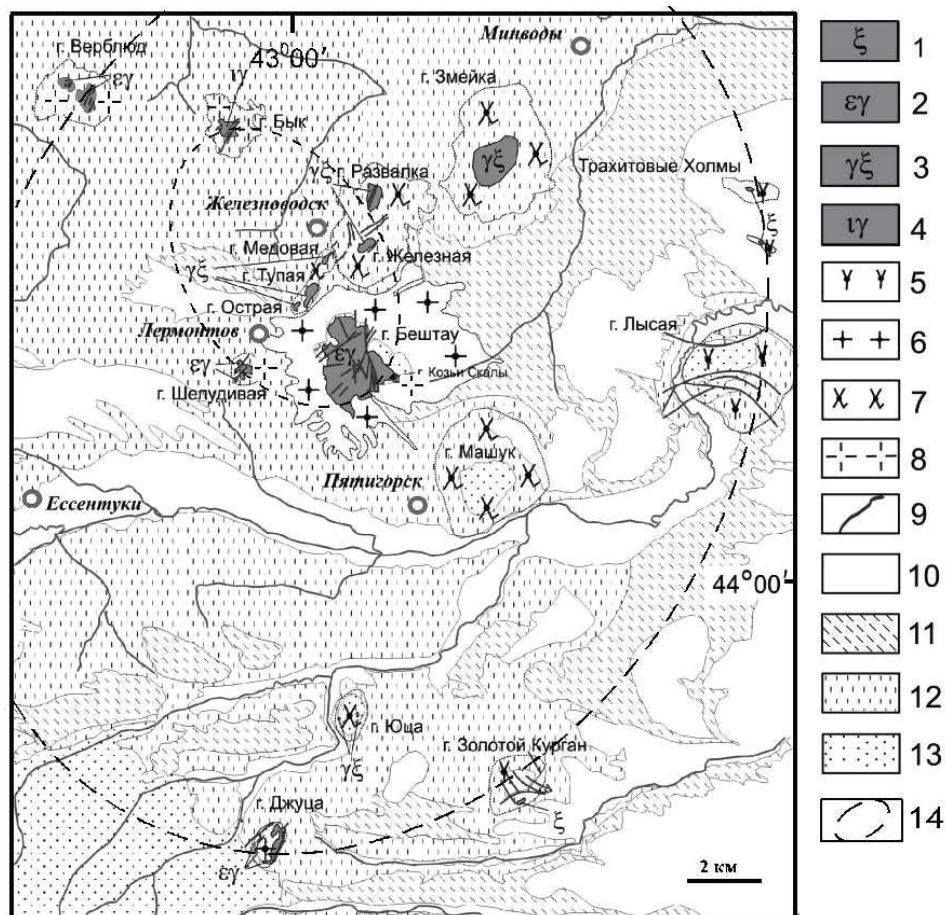 Минводы
г. Верблюд
43°00'
ιγ
εγ
г. Змейка
г. Бык
γξ
г. Развалка
γξ
Трахитовые Холмы
Железноводск
ξ
г. Медовая
г. Железная
γξ
г. Тупая
г. Острая
г. Лысая
Лермонтов
г. Бештау
εγ
εγ
г Козьи Скалы
г. Шелудивая
г. Машук
Пятигорск
Ессентуки
44°00'
г. Юца
г. Золотой Курган
γξ
г. Джуца
ξ
εγ
2 км
ξ 1
εγ 2
γξ 3
ιγ 4
5
6
7
8
9
10
11
12
13
14